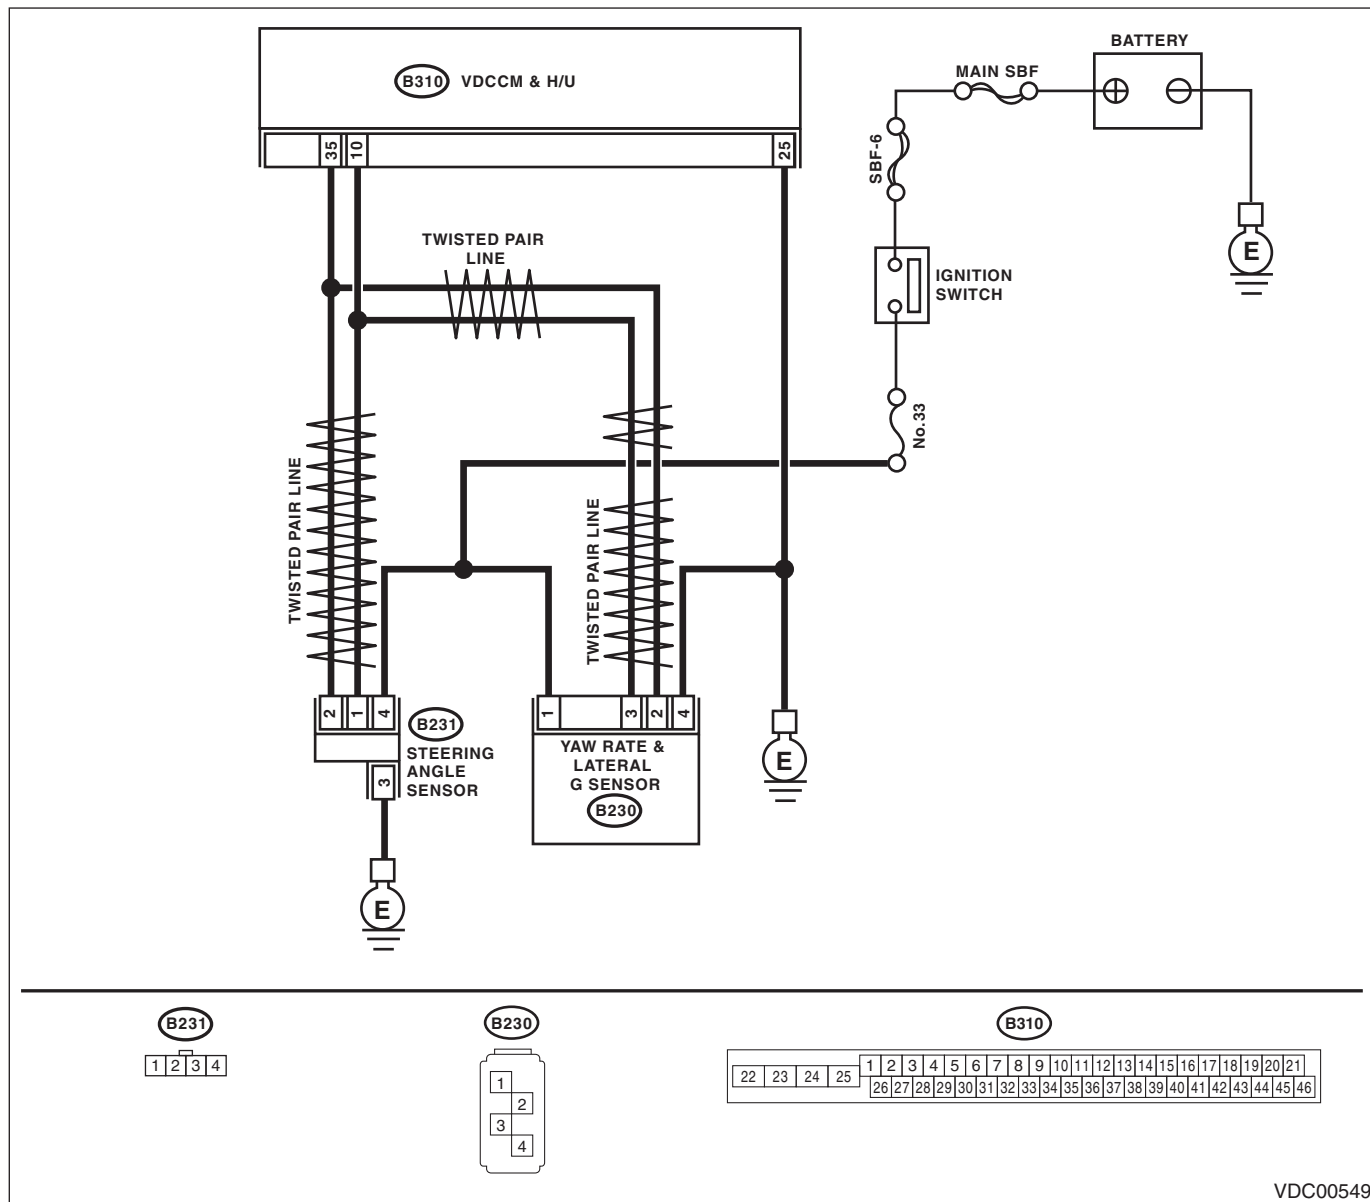 BATTERY
MAIN SBF
B310 VDCCM & H/U
35 10 25
SBF-6
TWISTED PAIR
LINE
E
IGNITION
SWITCH
No.33
TWISTED PAIR LINE
TWISTED PAIR LINE
2 1 4
B231
STEERING
ANGLE
SENSOR
3
1 3 2 4
YAW RATE &
LATERAL
G SENSOR
B230
E
E
B231
1 2 3 4
B230
1
2
3
4
B310
22 23 24 25
1 2 3 4 5 6 7 8 9 10 11 12 13 14 15 16 17 18 19 20 21
26 27 28 29 30 31 32 33 34 35 36 37 38 39 40 41 42 43 44 45 46
VDC00549